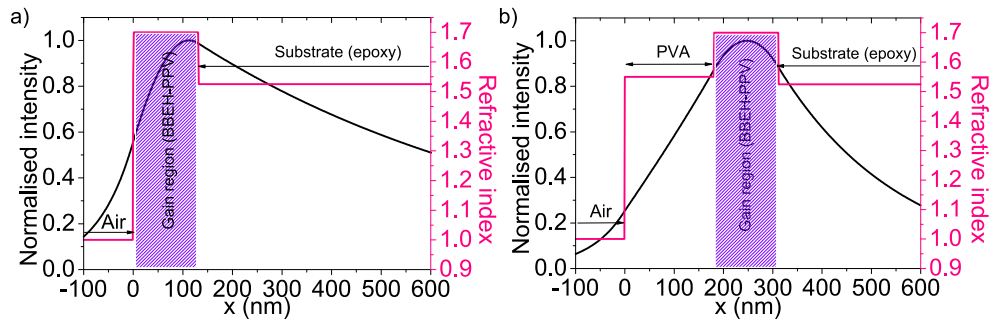 a)
Normalised intensity
1.0
0.8
0.6
0.4
0.2
0.0
Air
Gain region (BBEH-PPV)
Substrate (epoxy)
1.7
1.6
1.5
1.4
1.3
1.2
1.1
1.0
0.9
Refractive index
-100 0 100 200 300 400 500 600
x (nm)
b)
Normalised intensity
1.0
0.8
0.6
0.4
0.2
0.0
Air
PVA
Gain region (BBEH-PPV)
Substrate (epoxy)
1.7
1.6
1.5
1.4
1.3
1.2
1.1
1.0
0.9
Refractive index
-100 0 100 200 300 400 500 600
x (nm)